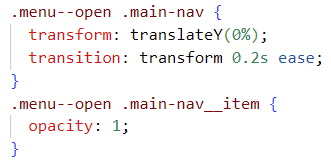 .menu--open .main-nav {
  transform: translateY(0%);
  transition: transform 0.2s ease;
}
.menu--open .main-nav__item {
  opacity: 1;
}